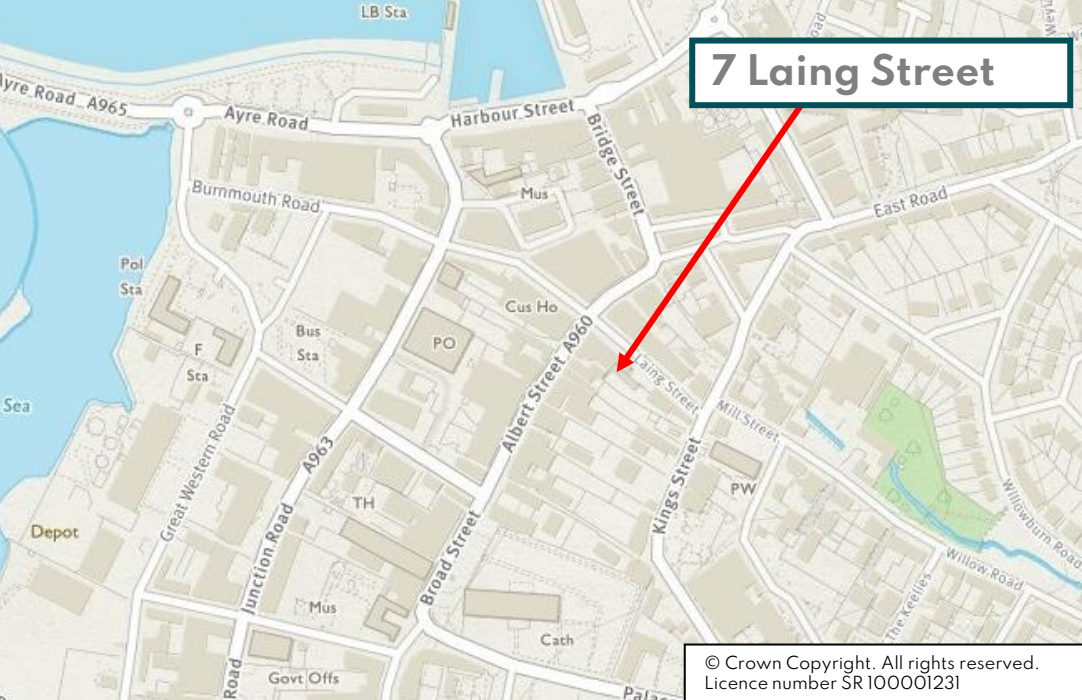 LB Sta
7 Laing Street
Ayre Road A965
Ayre Road
Harbour Street
Bridge Street
Burnmouth Road
Mus
East Road
Pol
Sta
Cus Ho
Bus
Sta
PO
F
Sta
Albert Street A960
Laing Street
Sea
Mill Street
Great Western Road
A963
Kings Street
PW
TH
Willowburn Road
Depot
Junction Road
Broad Street
Willow Road
The Keelies
Mus
Cath
Govt Offs
Road
© Crown Copyright. All rights reserved.
Licence number SR 100001231